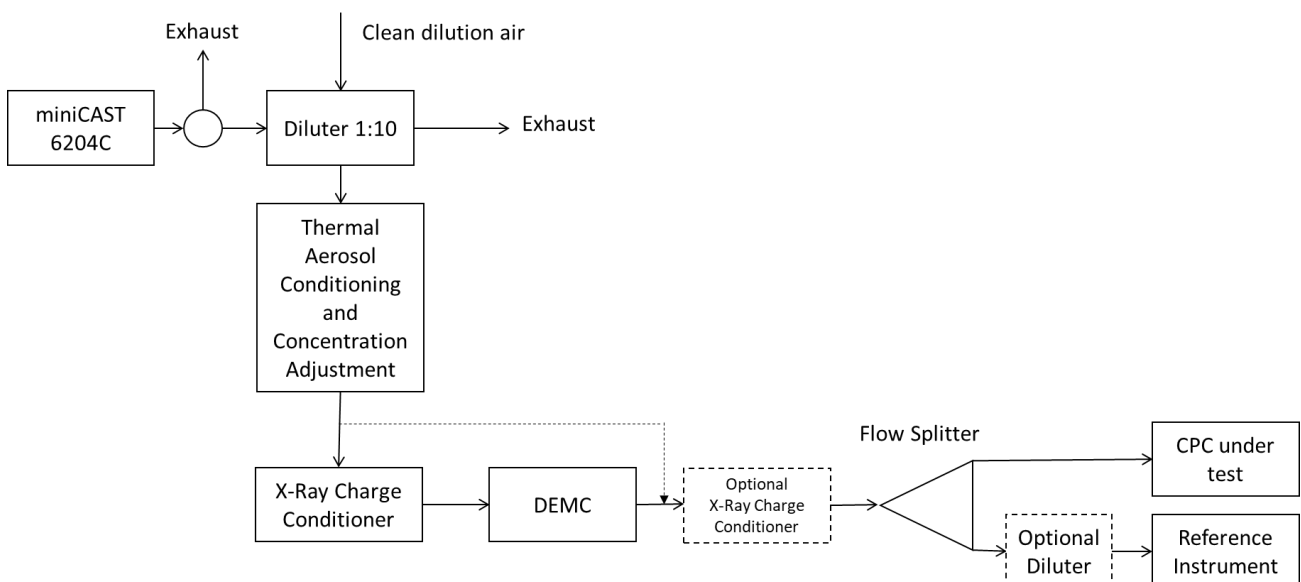 Exhaust
Clean dilution air
miniCAST
6204C
Diluter 1:10
Exhaust
Thermal
Aerosol
Conditioning
and
Concentration
Adjustment
Flow Splitter
X-Ray Charge
Conditioner
DEMC
Optional
X-Ray Charge
Conditioner
CPC under
test
Optional
Diluter
Reference
Instrument